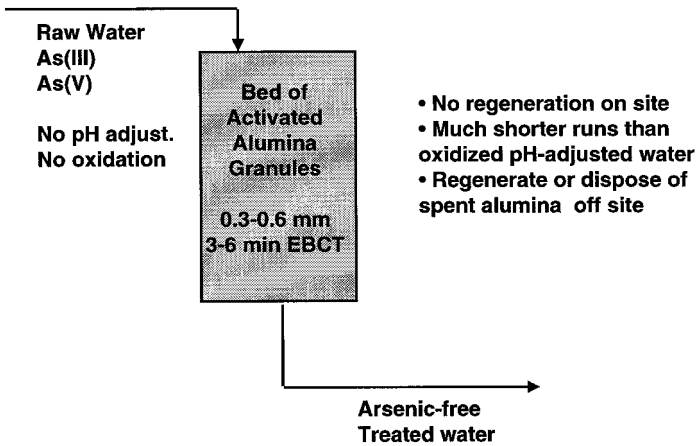 Raw Water
As(III)
As(V)
No pH adjust.
No oxidation
Bed of
Activated
Alumina
Granules
0.3-0.6 mm
3-6 min EBCT
• No regeneration on site
• Much shorter runs than
oxidized pH-adjusted water
• Regenerate or dispose of
spent alumina off site
Arsenic-free
Treated water